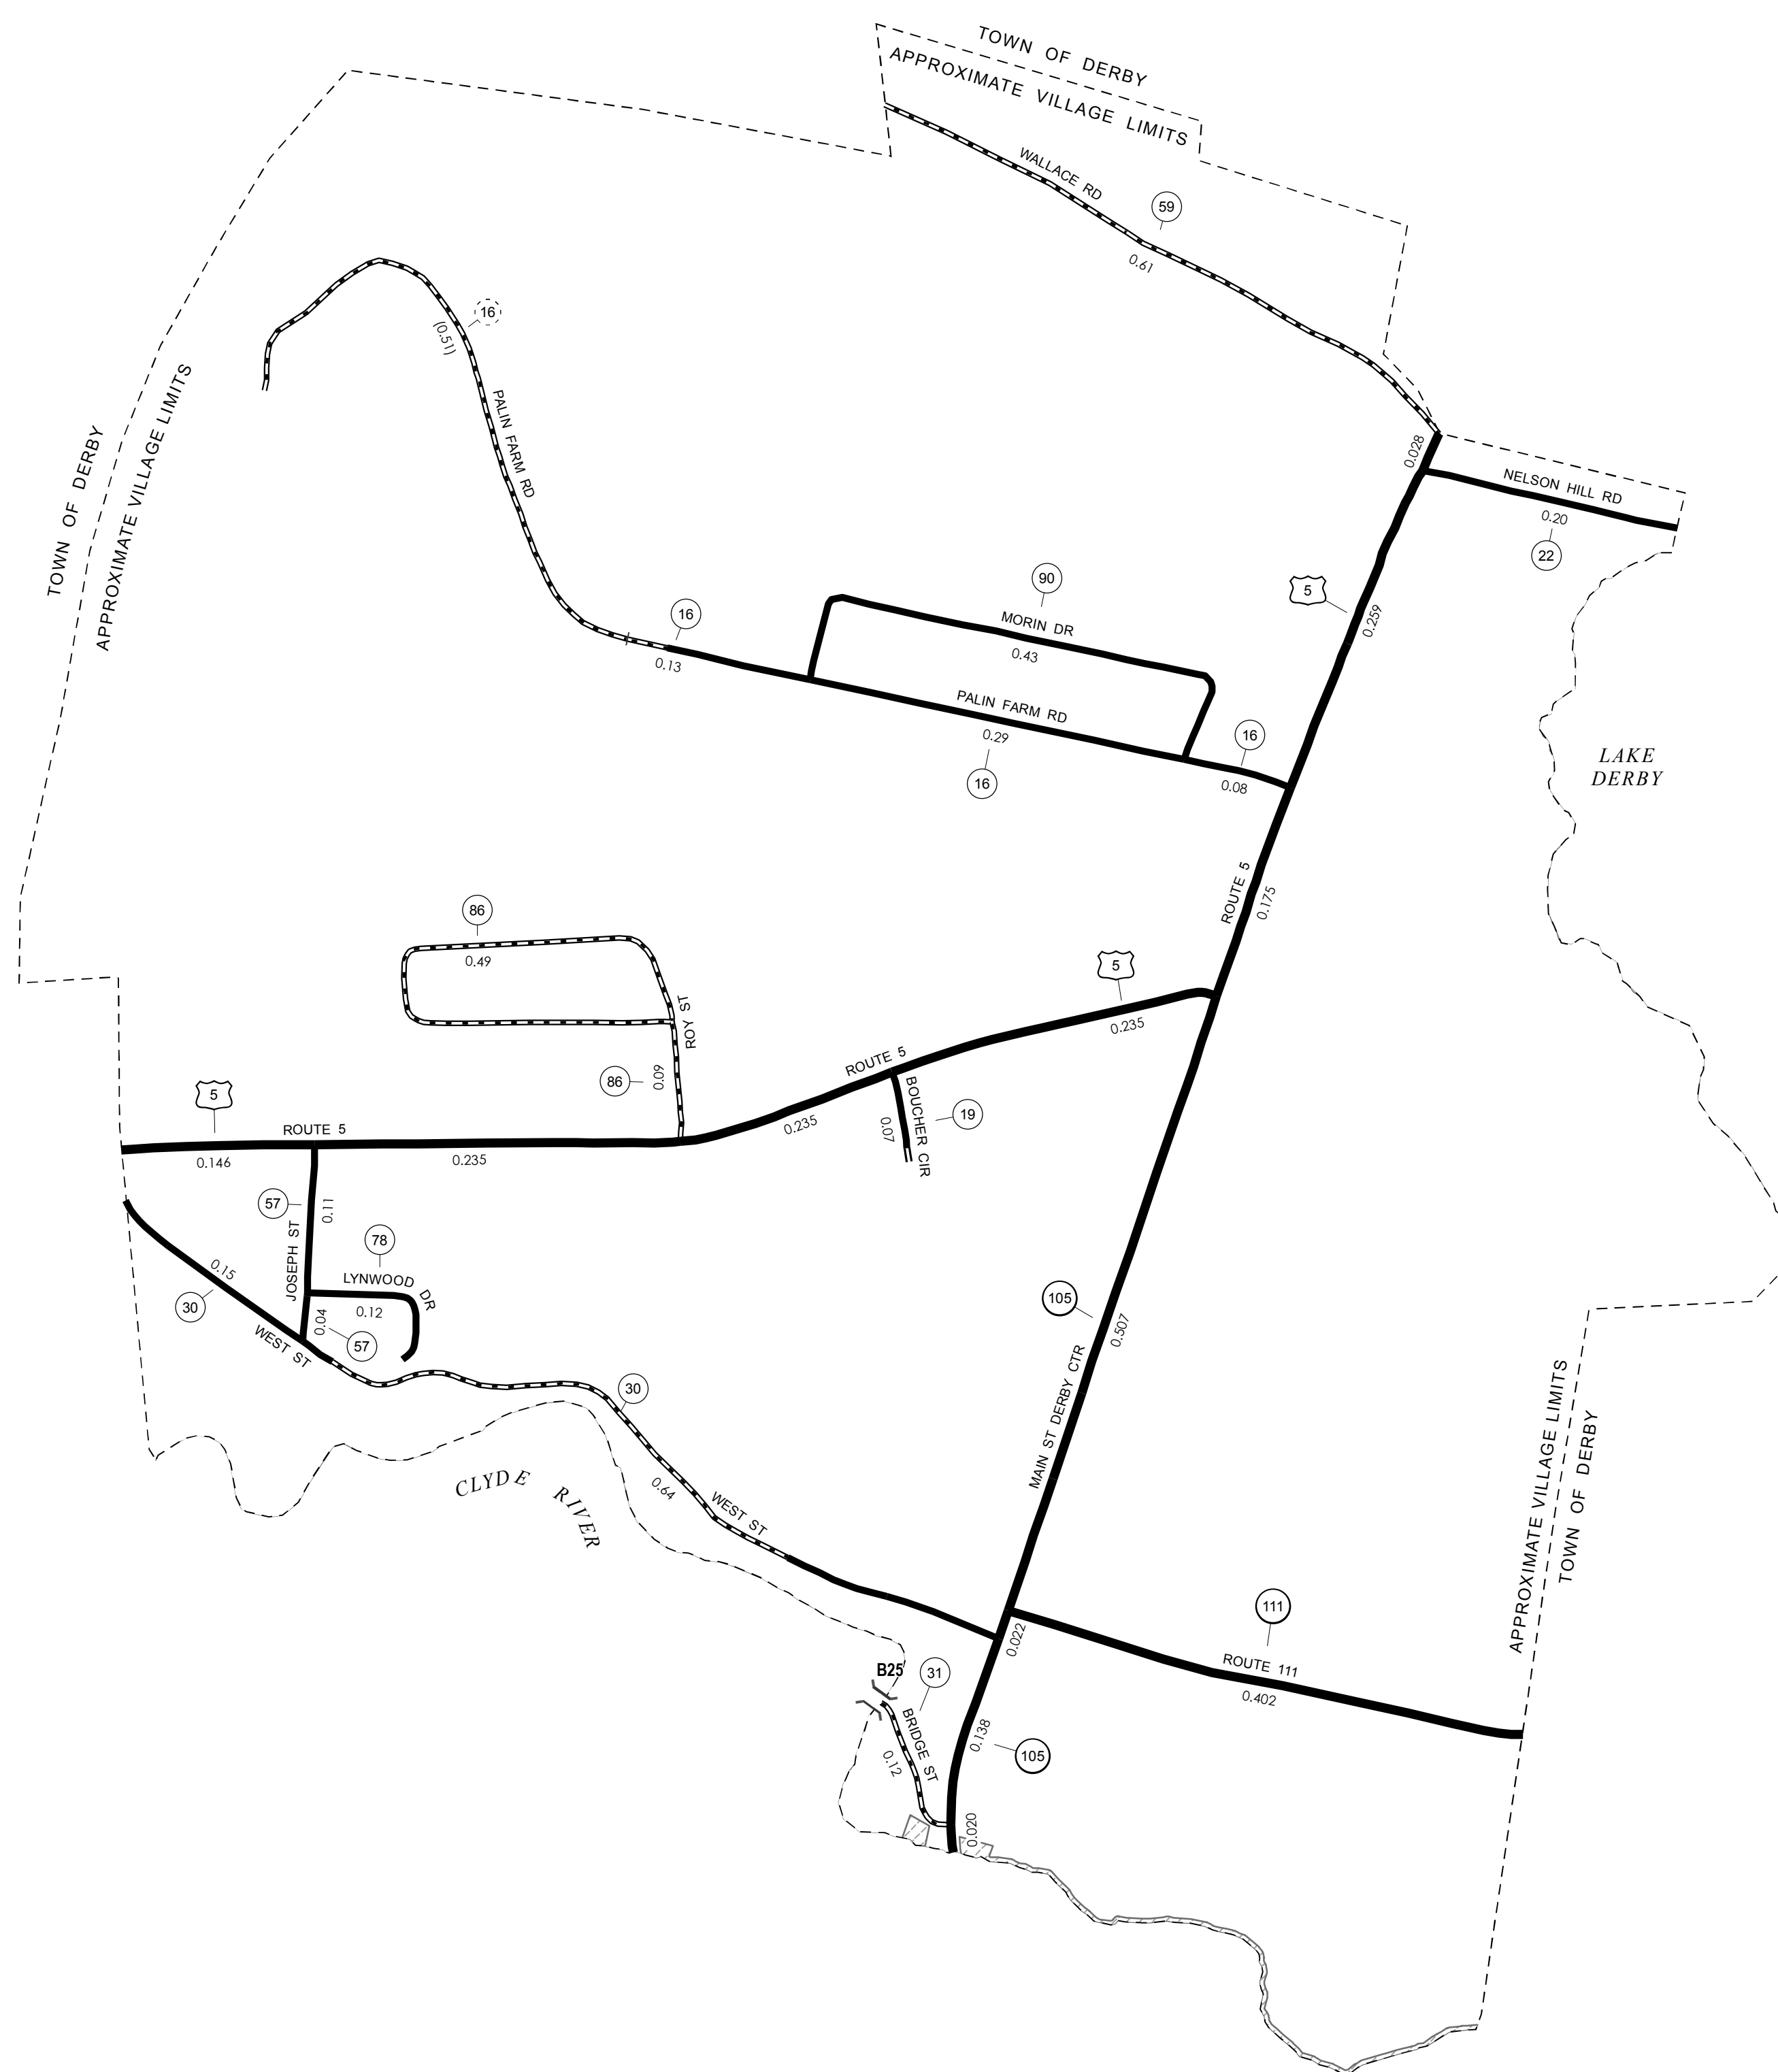 TOWN OF DERBY
APPROXIMATE VILLAGE LIMITS
WALLACE RD
59
0.61
16
(0.51)
PALIN FARM RD
TOWN OF DERBY
APPROXIMATE VILLAGE LIMITS
0.028
NELSON HILL RD
0.20
22
5
0.259
90
MORIN DR
0.43
16
0.13
PALIN FARM RD
0.29
16
16
0.08
LAKE
DERBY
ROUTE 5
0.175
86
0.49
ROY ST
86
0.09
5
0.235
ROUTE 5
0.235
BOUCHER CIR
0.07
19
5
ROUTE 5
0.146
0.235
57
0.11
JOSEPH ST
78
LYNWOOD DR
0.12
0.04
57
0.15
30
WEST ST
30
0.64
WEST ST
CLYDE RIVER
105
0.507
MAIN ST DERBY CTR
APPROXIMATE VILLAGE LIMITS
TOWN OF DERBY
111
ROUTE 111
0.402
0.022
B25
31
BRIDGE ST
0.12
0.138
105
0.020